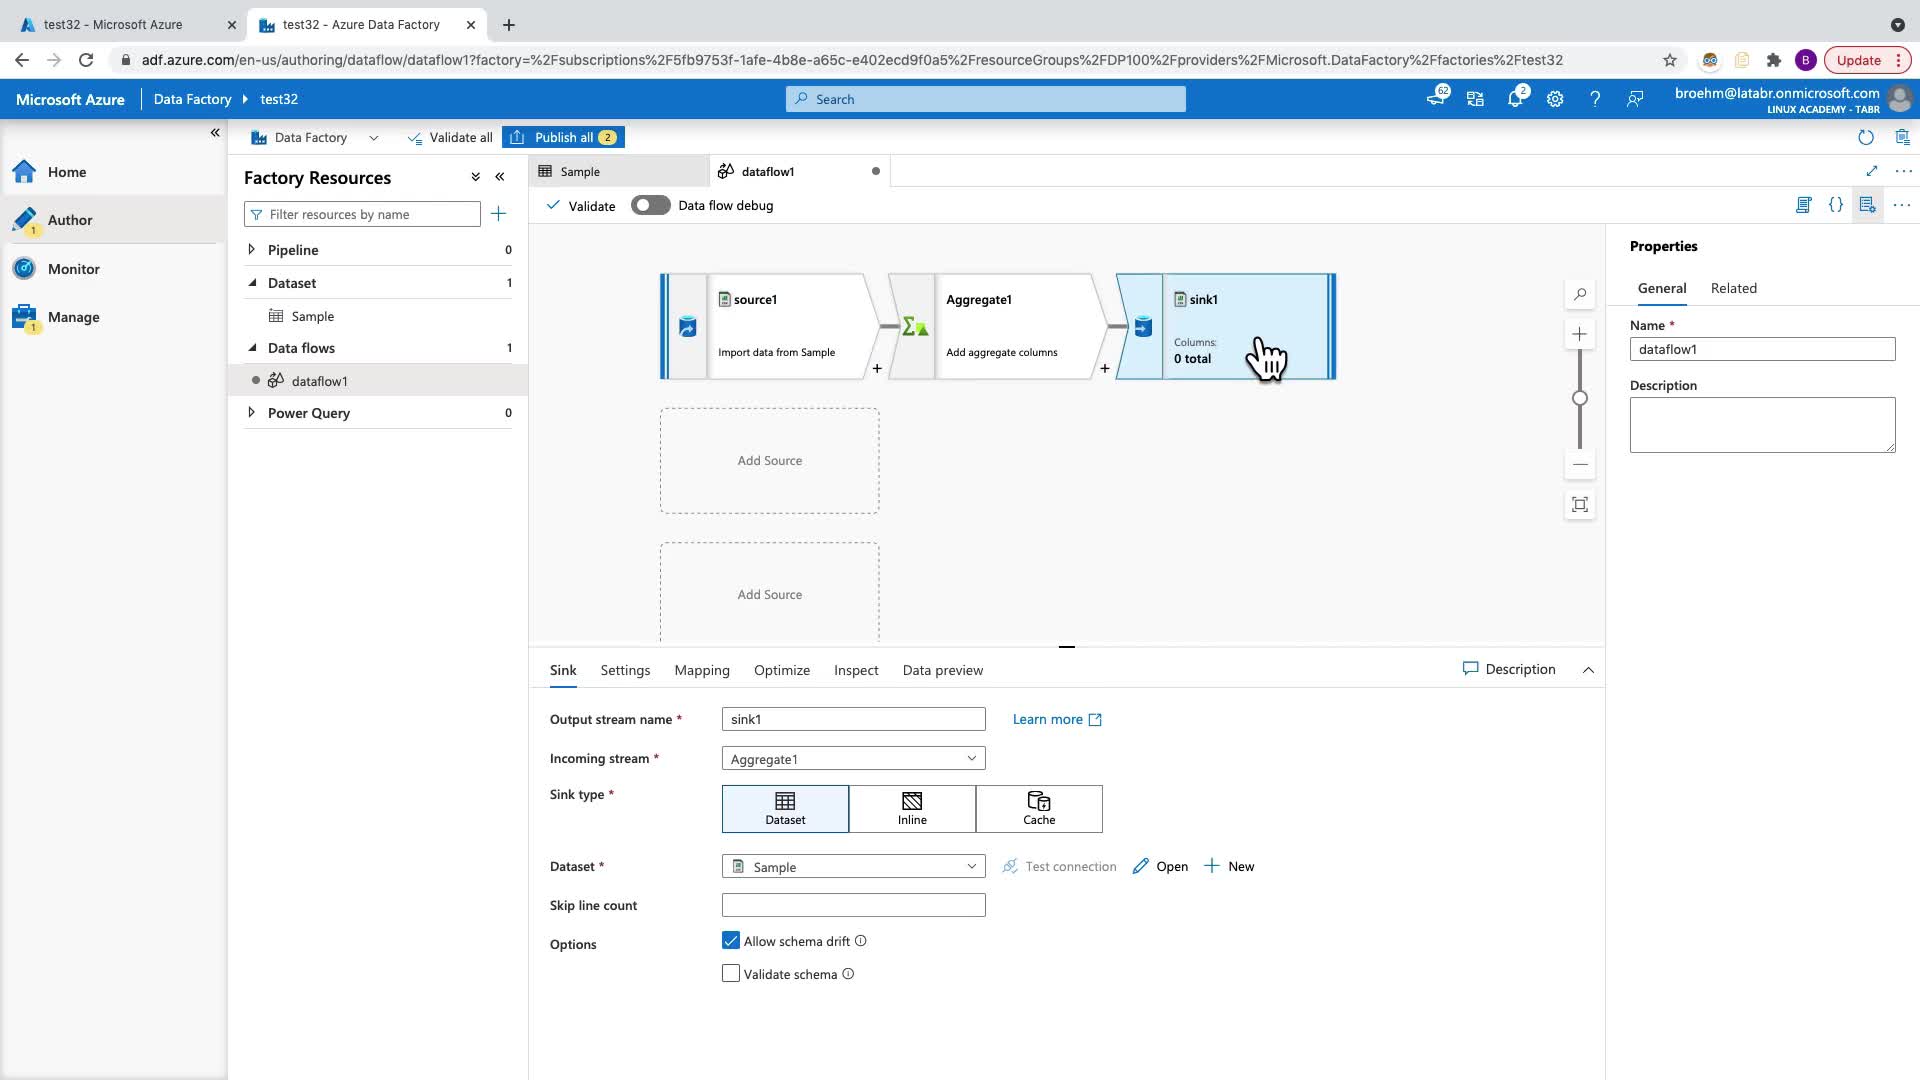 test32 - Microsoft Azure
test32 - Azure Data Factory
adf.azure.com/en-us/authoring/dataflow/dataflow1?factory=%2Fsubscriptions%2F5fb9753f-1afe-4b8e-a65c-e402ecd9f0a5%2FresourceGroups%2FDP100%2Fproviders%2FMicrosoft.DataFactory%2Ffactories%2Ftest32
B
Update
Microsoft Azure
Data Factory
test32
Search
62
2
broehm@latabr.onmicrosoft.com
LINUX ACADEMY - TABR
Data Factory
Validate all
Publish all 2
Home
Author
1
Monitor
Manage
1
Factory Resources
Filter resources by name
Pipeline 0
Dataset 1
Sample
Data flows 1
dataflow1
Power Query 0
Sample
dataflow1
Validate
Data flow debug
source1
Import data from Sample
+
Aggregate1
Add aggregate columns
+
sink1
Columns:
0 total
Add Source
Add Source
Properties
General
Related
Name *
dataflow1
Description
Sink
Settings
Mapping
Optimize
Inspect
Data preview
Description
Output stream name *
sink1
Learn more
Incoming stream *
Aggregate1
Sink type *
Dataset
Inline
Cache
Dataset *
Sample
Test connection
Open
New
Skip line count
Options
Allow schema drift
Validate schema